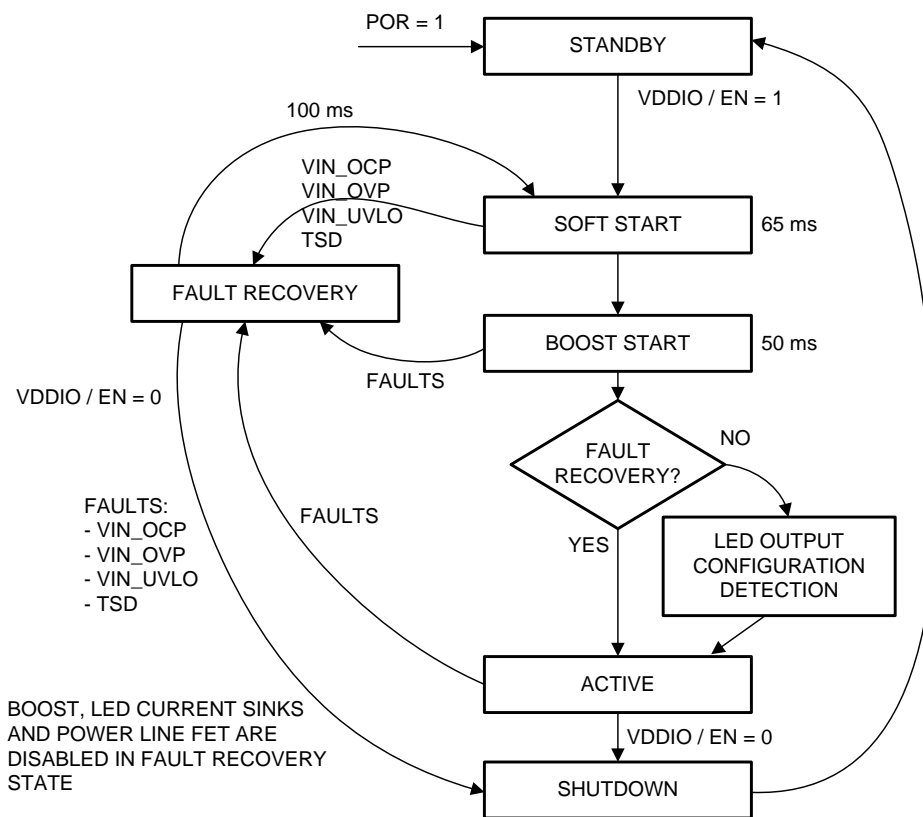 POR = 1
STANDBY
VDDIO / EN = 1
100 ms
VIN_OCP
VIN_OVP
VIN_UVLO
TSD
SOFT START
65 ms
FAULT RECOVERY
BOOST START
50 ms
FAULTS
VDDIO / EN = 0
FAULT
RECOVERY?
NO
YES
LED OUTPUT
CONFIGURATION
DETECTION
FAULTS
FAULTS:
- VIN_OCP
- VIN_OVP
- VIN_UVLO
- TSD
ACTIVE
VDDIO / EN = 0
SHUTDOWN
BOOST, LED CURRENT SINKS
AND POWER LINE FET ARE
DISABLED IN FAULT RECOVERY
STATE